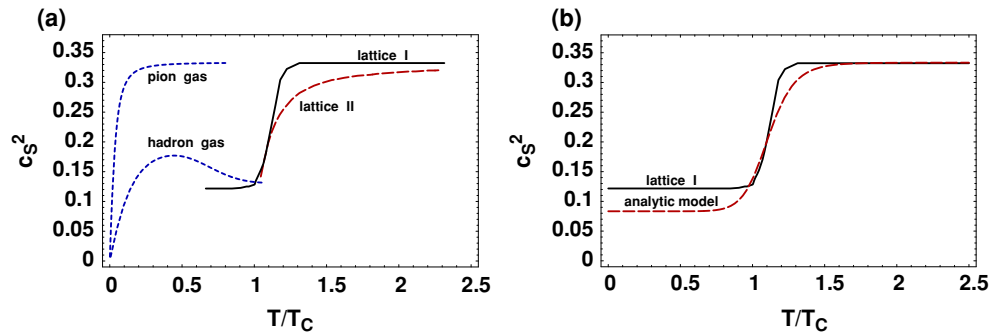 (a)
0.35
0.3
0.25
0.2
0.15
0.1
0.05
0
c_S^2
pion gas
hadron gas
lattice I
lattice II
0 0.5 1 1.5 2 2.5
T/T_C
(b)
0.35
0.3
0.25
0.2
0.15
0.1
0.05
0
c_S^2
lattice I
analytic model
0 0.5 1 1.5 2 2.5
T/T_C